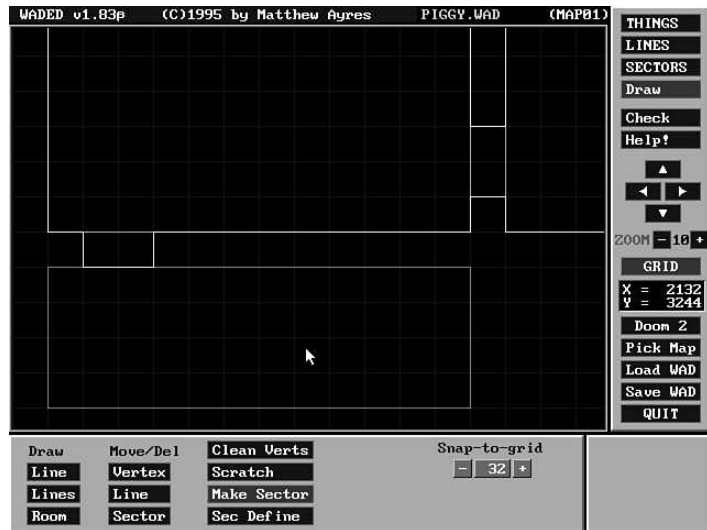 WADED v1.83β (C)1995 by Matthew Ayres PIGGY.WAD (MAP01)
THINGS
LINES
SECTORS
Draw
Check
Help!
ZOOM - 10 +
GRID
X = 2132
Y = 3244
Doom 2
Pick Map
Load WAD
Save WAD
QUIT
Draw Move/Del Clean Verts Snap-to-grid
Line Vertex Scratch - 32 +
Lines Line Make Sector
Room Sector Sec Define